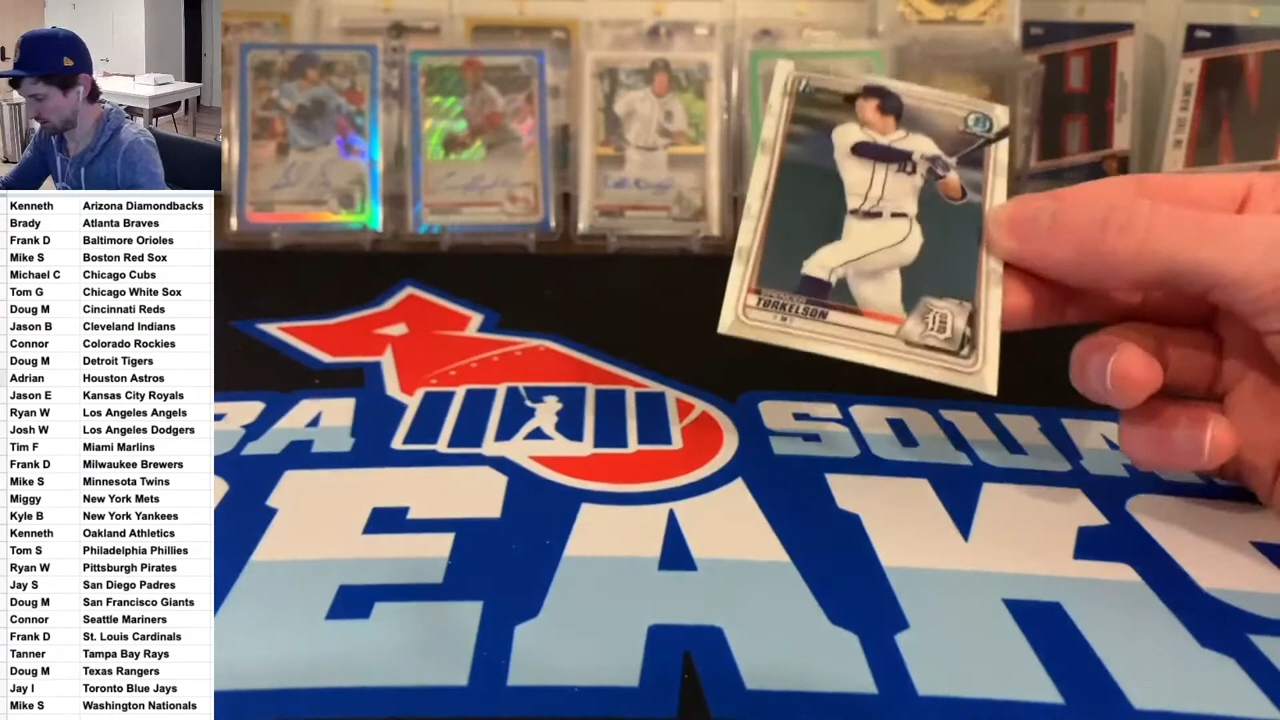 Kenneth Arizona Diamondbacks
Brady Atlanta Braves
Frank D Baltimore Orioles
Mike S Boston Red Sox
Michael C Chicago Cubs
Tom G Chicago White Sox
Doug M Cincinnati Reds
Jason B Cleveland Indians
Connor Colorado Rockies
Doug M Detroit Tigers
Adrian Houston Astros
Jason E Kansas City Royals
Ryan W Los Angeles Angels
Josh W Los Angeles Dodgers
Tim F Miami Marlins
Frank D Milwaukee Brewers
Mike S Minnesota Twins
Miggy New York Mets
Kyle B New York Yankees
Kenneth Oakland Athletics
Tom S Philadelphia Phillies
Ryan W Pittsburgh Pirates
Jay S San Diego Padres
Doug M San Francisco Giants
Connor Seattle Mariners
Frank D St. Louis Cardinals
Tanner Tampa Bay Rays
Doug M Texas Rangers
Jay I Toronto Blue Jays
Mike S Washington Nationals
TORKELSON
D
BA SQUA
EAKS